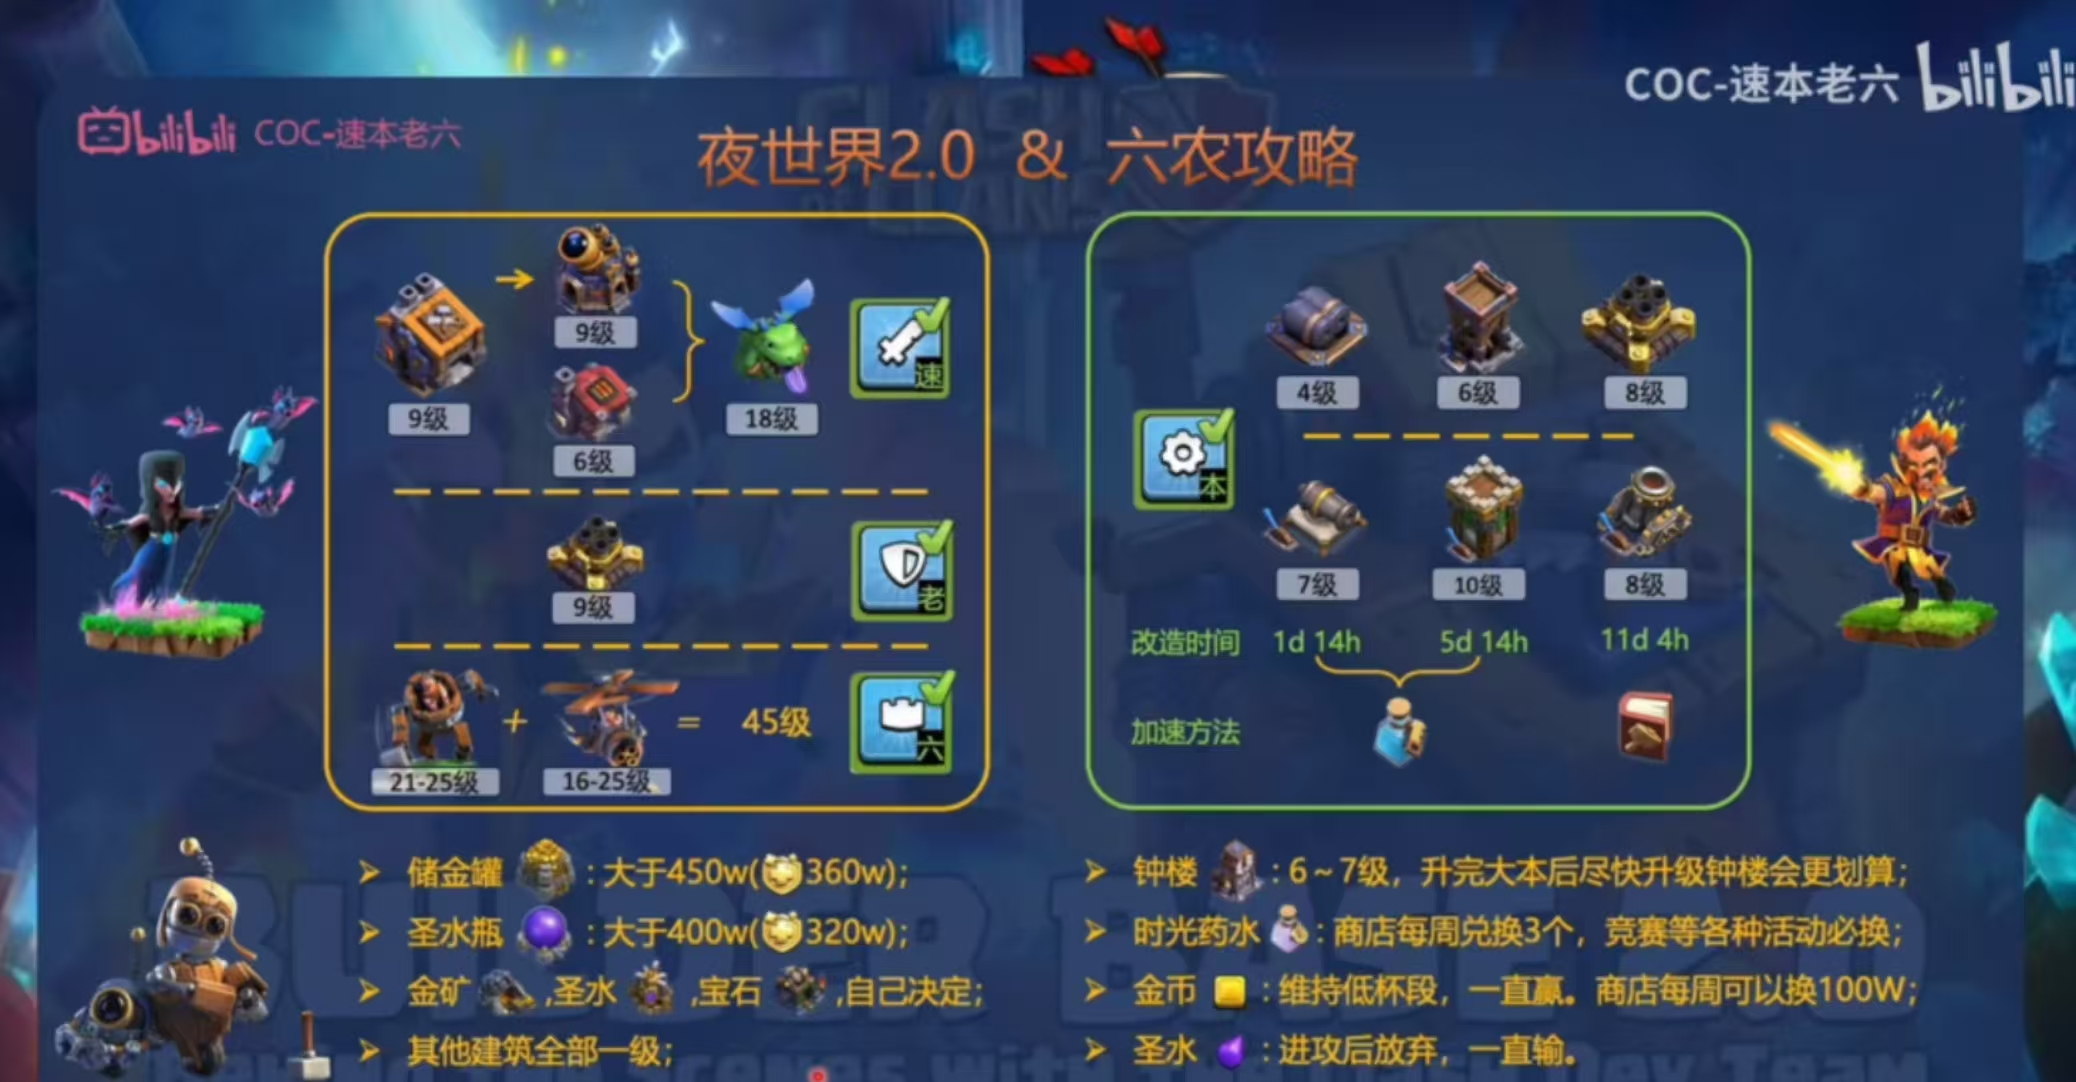 COC-速本老六 bilibili
bilibili COC-速本老六
夜世界2.0 & 六农攻略
9级
9级
6级
18级
速
9级
老
21-25级
+
16-25级
= 45级
六
4级
6级
8级
本
7级
10级
8级
改造时间 1d 14h 5d 14h 11d 4h
加速方法
储金罐 : 大于450w(360w);
圣水瓶 : 大于400w(320w);
金矿 ,圣水 ,宝石 ,自己决定;
其他建筑全部一级;
钟楼 : 6~7级，升完大本后尽快升级钟楼会更划算;
时光药水 : 商店每周兑换3个，竞赛等各种活动必换;
金币 : 维持低杯段，一直赢。商店每周可以换100W;
圣水 : 进攻后放弃，一直输。
CLASH
OF CLANS
BUILDER BASE 2.0